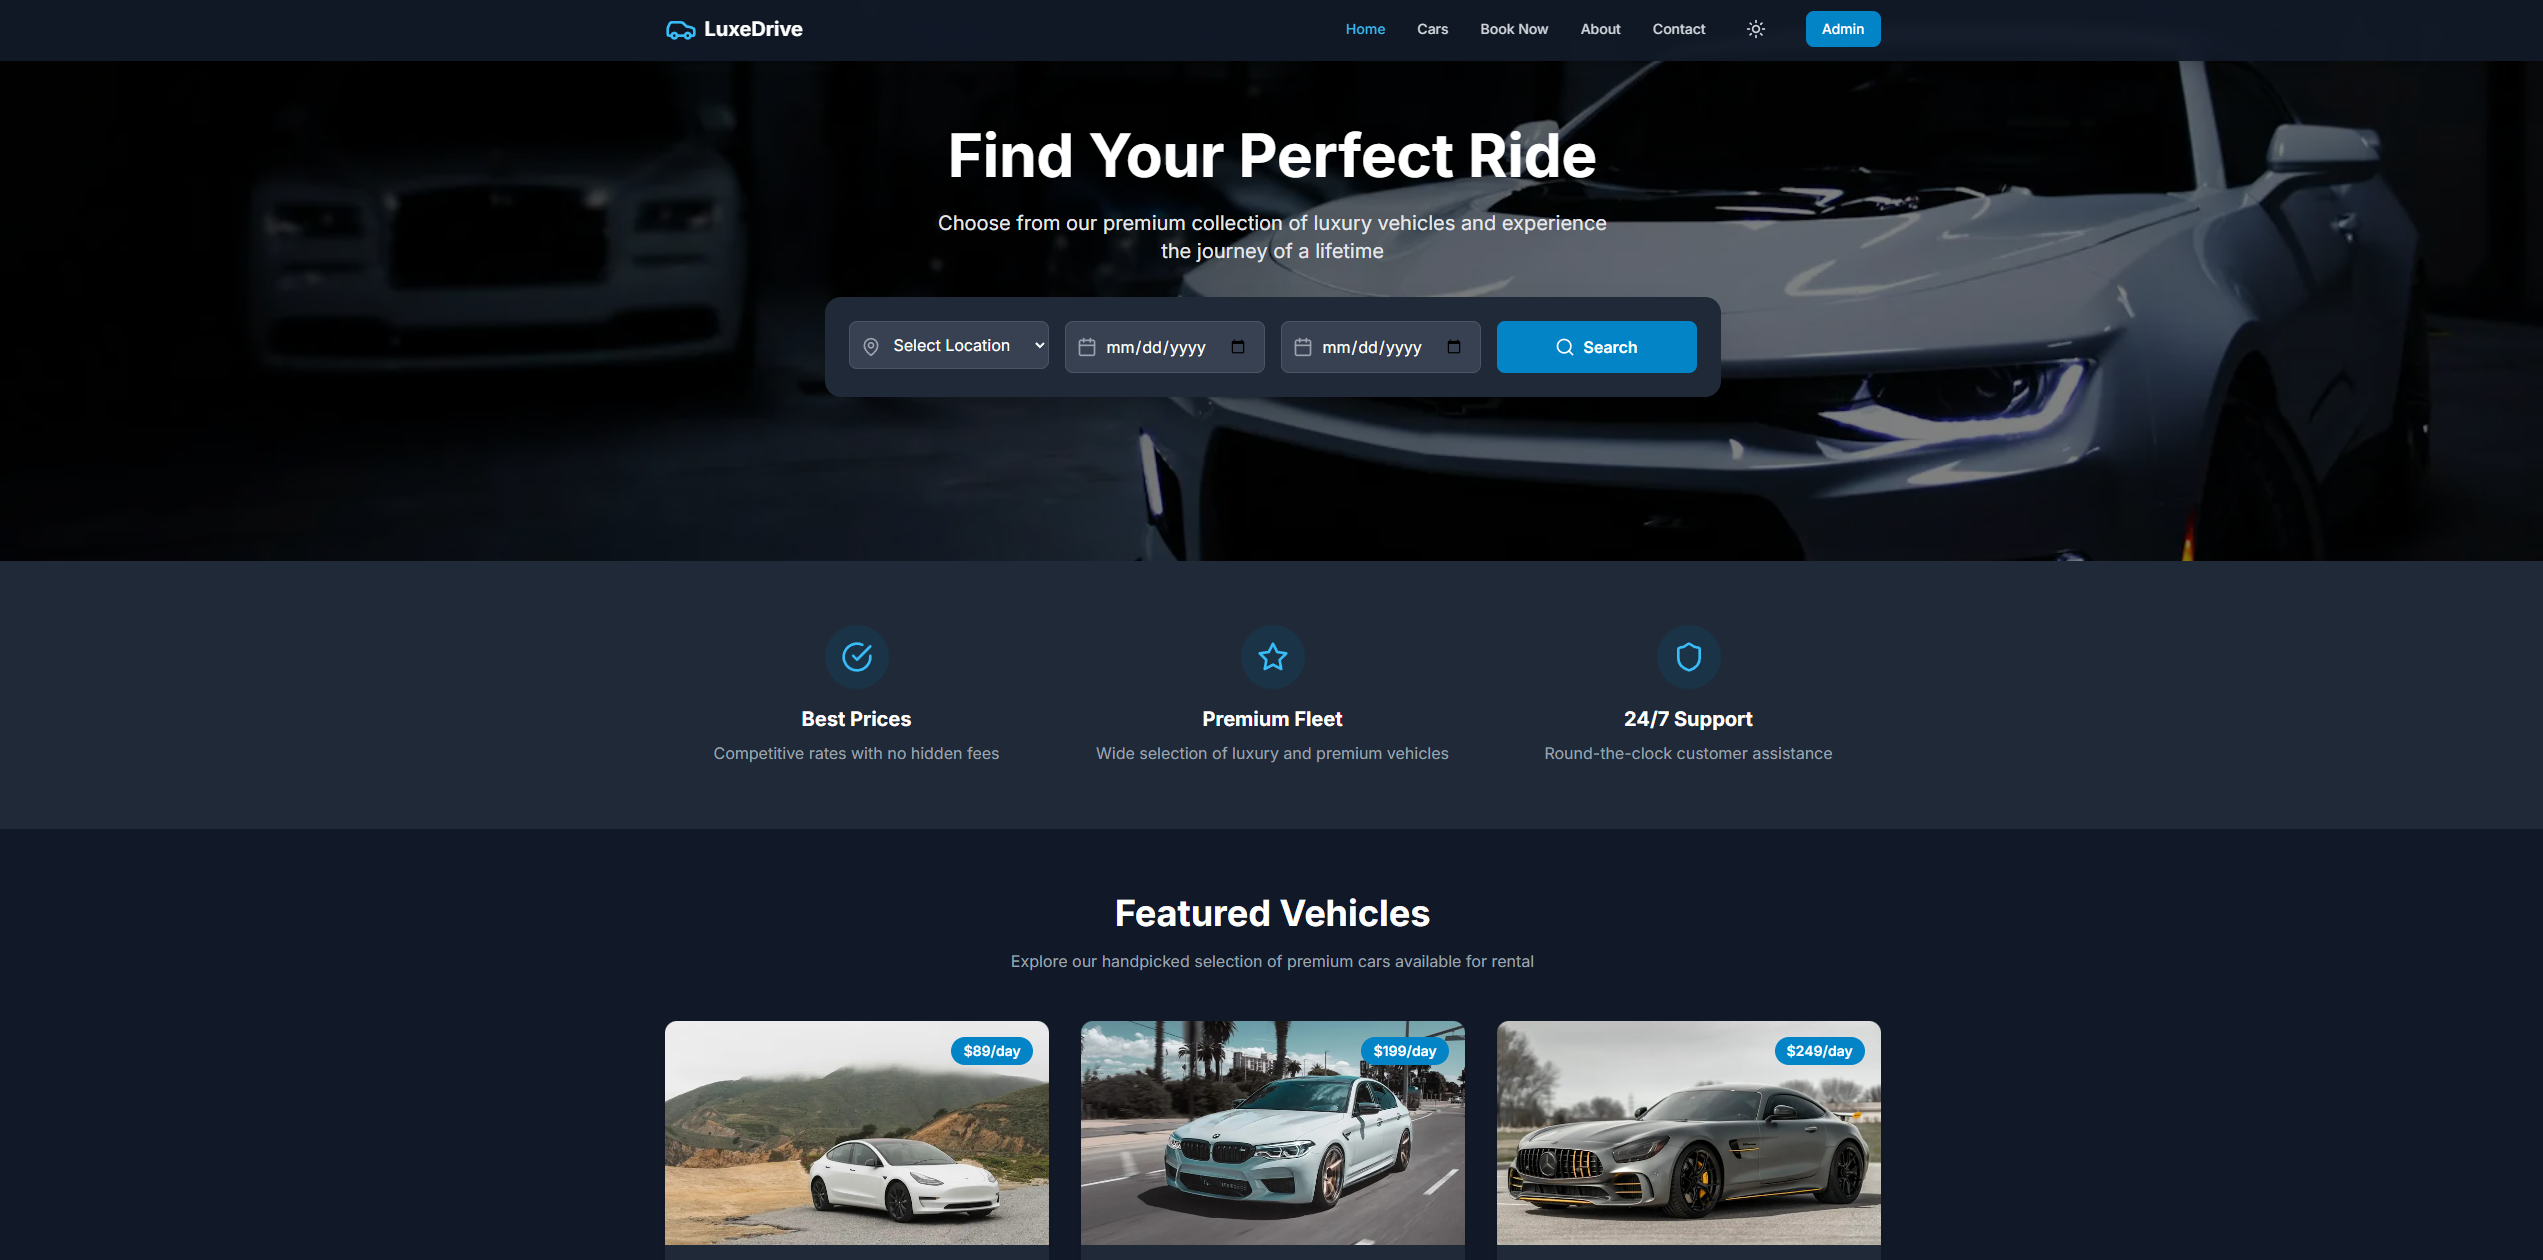 LuxeDrive
Home
Cars
Book Now
About
Contact
Admin
Find Your Perfect Ride
Choose from our premium collection of luxury vehicles and experience
the journey of a lifetime
Select Location
mm/dd/yyyy
mm/dd/yyyy
Search
Best Prices
Competitive rates with no hidden fees
Premium Fleet
Wide selection of luxury and premium vehicles
24/7 Support
Round-the-clock customer assistance
Featured Vehicles
Explore our handpicked selection of premium cars available for rental
$89/day
$199/day
$249/day